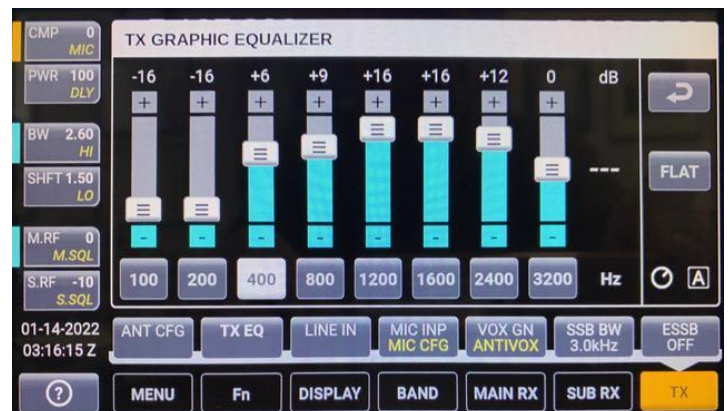 CMP 0
MIC
PWR 100
DLY
BW 2.60
HI
SHFT 1.50
LO
M.RF 0
M.SQL
S.RF -10
S.SQL
01-14-2022
03:16:15 Z
?
TX GRAPHIC EQUALIZER
-16 -16 +6 +9 +16 +16 +12 0 dB
+ + + + + + + +
---
- - - - - - - -
100 200 400 800 1200 1600 2400 3200 Hz
FLAT
A
ANT CFG TX EQ LINE IN MIC INP VOX GN SSB BW ESSB
MIC CFG ANTIVOX 3.0kHz OFF
MENU Fn DISPLAY BAND MAIN RX SUB RX TX